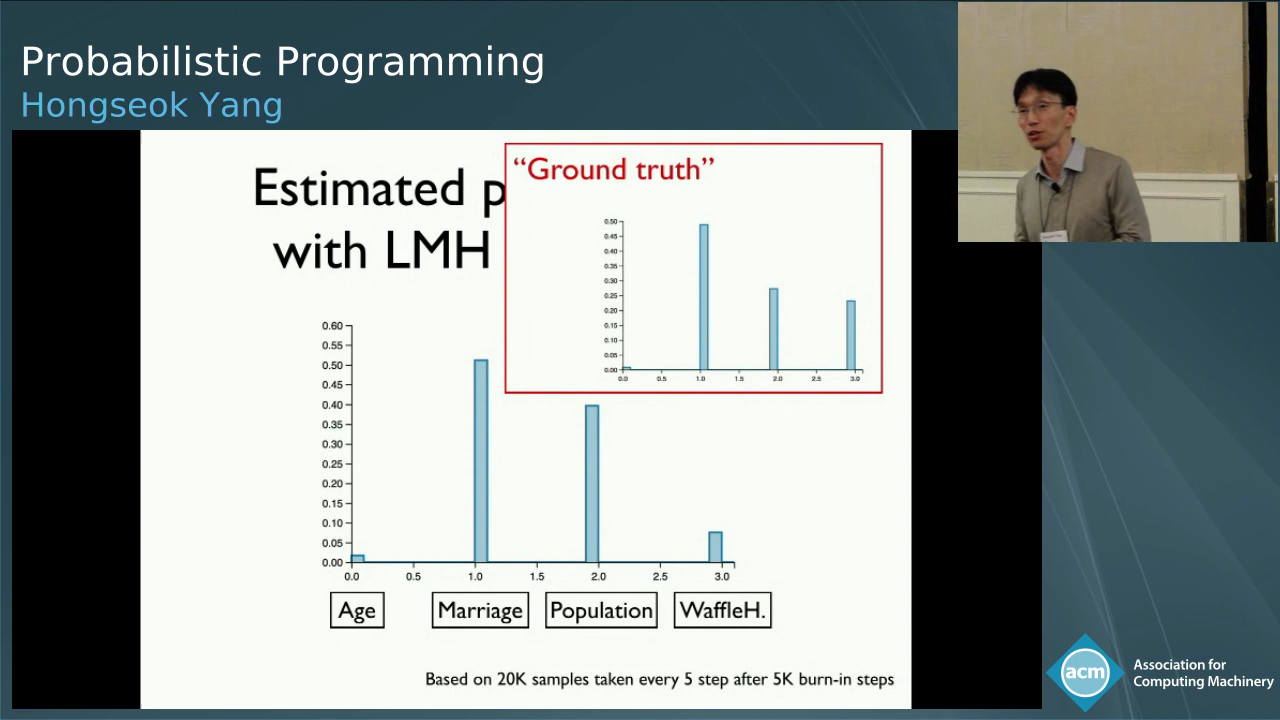 Probabilistic Programming
Hongseok Yang
Estimated p
with LMH
“Ground truth”
0.50
0.45
0.40
0.35
0.30
0.25
0.20
0.15
0.10
0.05
0.00
0.0 0.5 1.0 1.5 2.0 2.5 3.0
0.60
0.55
0.50
0.45
0.40
0.35
0.30
0.25
0.20
0.15
0.10
0.05
0.00
0.0 0.5 1.0 1.5 2.0 2.5 3.0
Age Marriage Population WaffleH.
Based on 20K samples taken every 5 step after 5K burn-in steps
acm
Association for
Computing Machinery